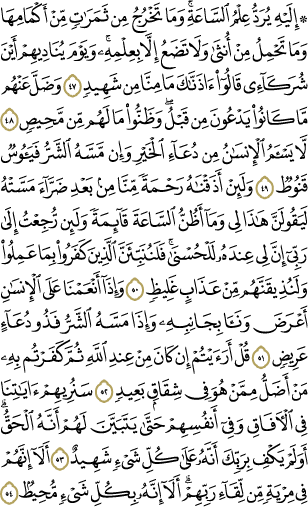 ۞ إِلَيْهِ يُرَدُّ عِلْمُ ٱلسَّاعَةِۚ وَمَا تَخْرُجُ مِن ثَمَرَٰتٍ مِّنْ أَكْمَامِهَا
وَمَا تَحْمِلُ مِنْ أُنثَىٰ وَلَا تَضَعُ إِلَّا بِعِلْمِهِۦۚ وَيَوْمَ يُنَادِيهِمْ أَيْنَ
شُرَكَآءِى قَالُوٓا۟ ءَاذَنَّٰكَ مَا مِنَّا مِن شَهِيدٍ ٤٧ وَضَلَّ عَنْهُم
مَّا كَانُوا۟ يَدْعُونَ مِن قَبْلُۖ وَظَنُّوا۟ مَا لَهُم مِّن مَّحِيصٍ ٤٨
لَّا يَسْـَٔمُ ٱلْإِنسَٰنُ مِن دُعَآءِ ٱلْخَيْرِ وَإِن مَّسَّهُ ٱلشَّرُّ فَيَـُٔوسٌ
قَنُوطٌ ٤٩ وَلَئِنْ أَذَقْنَٰهُ رَحْمَةً مِّنَّا مِنۢ بَعْدِ ضَرَّآءَ مَسَّتْهُ
لَيَقُولَنَّ هَٰذَا لِى وَمَآ أَظُنُّ ٱلسَّاعَةَ قَآئِمَةً وَلَئِن رُّجِعْتُ إِلَىٰ
رَبِّىٓ إِنَّ لِى عِندَهُۥ لَلْحُسْنَىٰۚ فَلَنُنَبِّئَنَّ ٱلَّذِينَ كَفَرُوا۟ بِمَا عَمِلُوا۟
وَلَنُذِيقَنَّهُم مِّنْ عَذَابٍ غَلِيظٍ ٥٠ وَإِذَآ أَنْعَمْنَا عَلَى ٱلْإِنسَٰنِ
أَعْرَضَ وَنَـَٔا بِجَانِبِهِۦ وَإِذَا مَسَّهُ ٱلشَّرُّ فَذُو دُعَآءٍ
عَرِيضٍ ٥١ قُلْ أَرَءَيْتُمْ إِن كَانَ مِنْ عِندِ ٱللَّهِ ثُمَّ كَفَرْتُم بِهِۦ
مَنْ أَضَلُّ مِمَّنْ هُوَ فِى شِقَاقٍۭ بَعِيدٍ ٥٢ سَنُرِيهِمْ ءَايَٰتِنَا
فِى ٱلْءَافَاقِ وَفِىٓ أَنفُسِهِمْ حَتَّىٰ يَتَبَيَّنَ لَهُمْ أَنَّهُ ٱلْحَقُّۗ
أَوَلَمْ يَكْفِ بِرَبِّكَ أَنَّهُۥ عَلَىٰ كُلِّ شَىْءٍ شَهِيدٌ ٥٣ أَلَآ إِنَّهُمْ
فِى مِرْيَةٍ مِّن لِّقَآءِ رَبِّهِمْۗ أَلَآ إِنَّهُۥ بِكُلِّ شَىْءٍ مُّحِيطٌۢ ٥٤